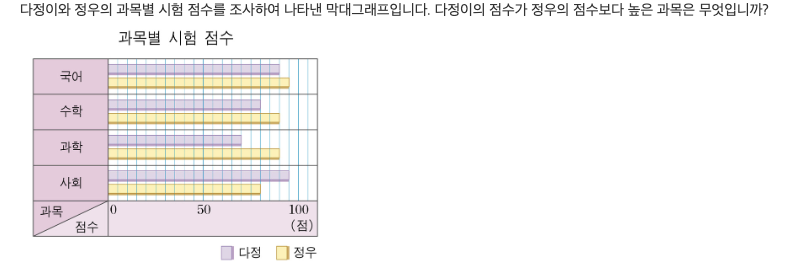 다정이와 정우의 과목별 시험 점수를 조사하여 나타낸 막대그래프입니다. 다정이의 점수가 정우의 점수보다 높은 과목은 무엇입니까?
과목별 시험 점수
국어
수학
과학
사회
과목
점수
0 50 100
(점)
다정 정우